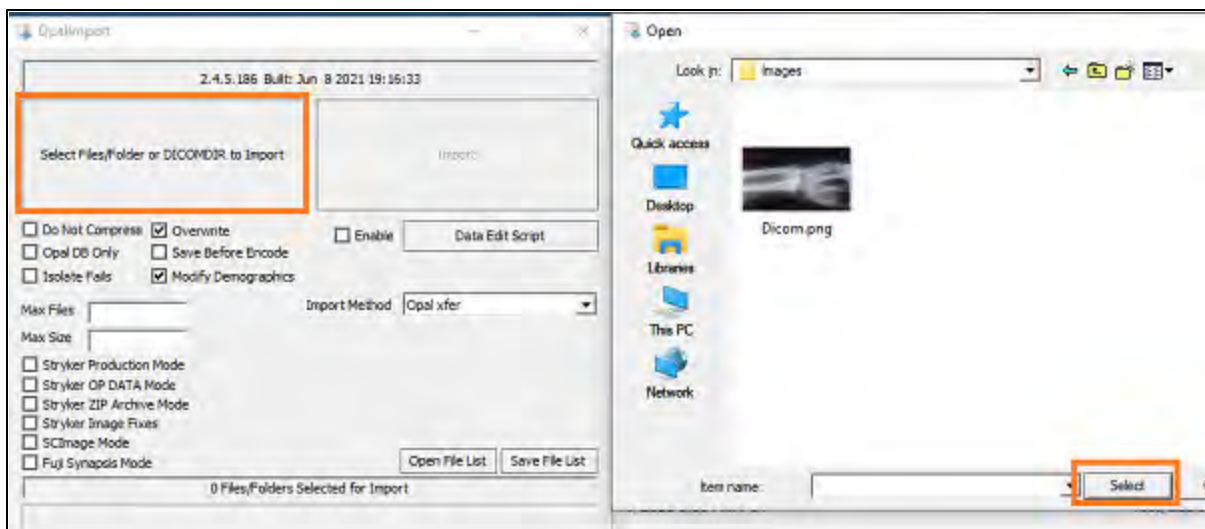 OpalImport
2.4.5.186 Built: Jun 8 2021 19:16:33
Select Files/Folder or DICOMDIR to Import
Import
Do Not Compress
Overwrite
Enable
Data Edit Script
Opal DB Only
Save Before Encode
Isolate Fails
Modify Demographics
Max Files
Import Method
Opal xfer
Max Size
Stryker Production Mode
Stryker OP DATA Mode
Stryker ZIP Archive Mode
Stryker Image Fixes
SCImage Mode
Fuji Synapsis Mode
Open File List
Save File List
0 Files/Folders Selected for Import
Open
Look in:
Images
Quick access
Desktop
Libraries
This PC
Network
Dicom.png
Item name:
Select